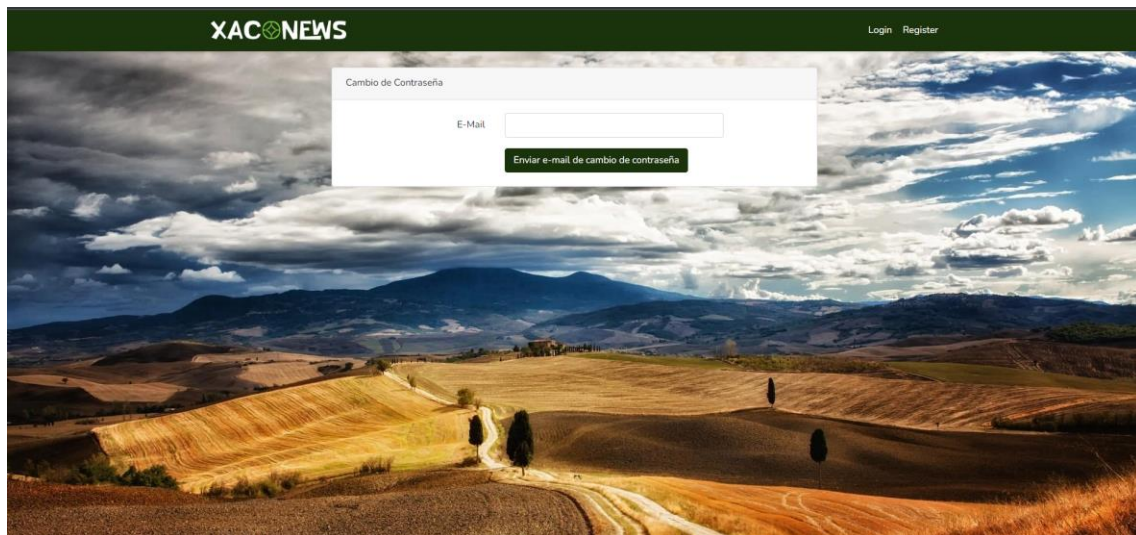 XACONEWS
Login Register
Cambio de Contraseña
E-Mail
Enviar e-mail de cambio de contraseña